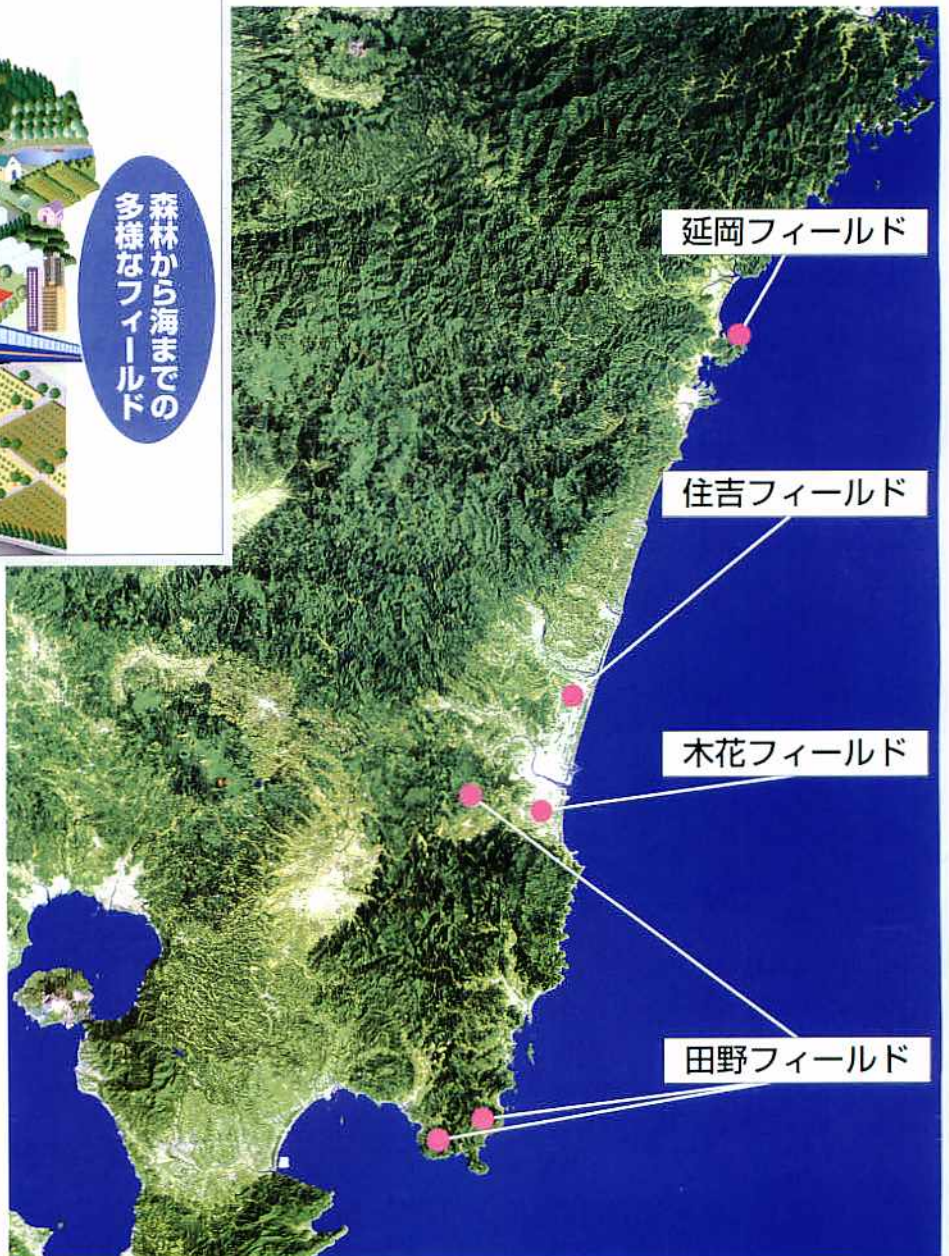 森林から海までの
多様なフィールド
延岡フィールド
住吉フィールド
木花フィールド
田野フィールド